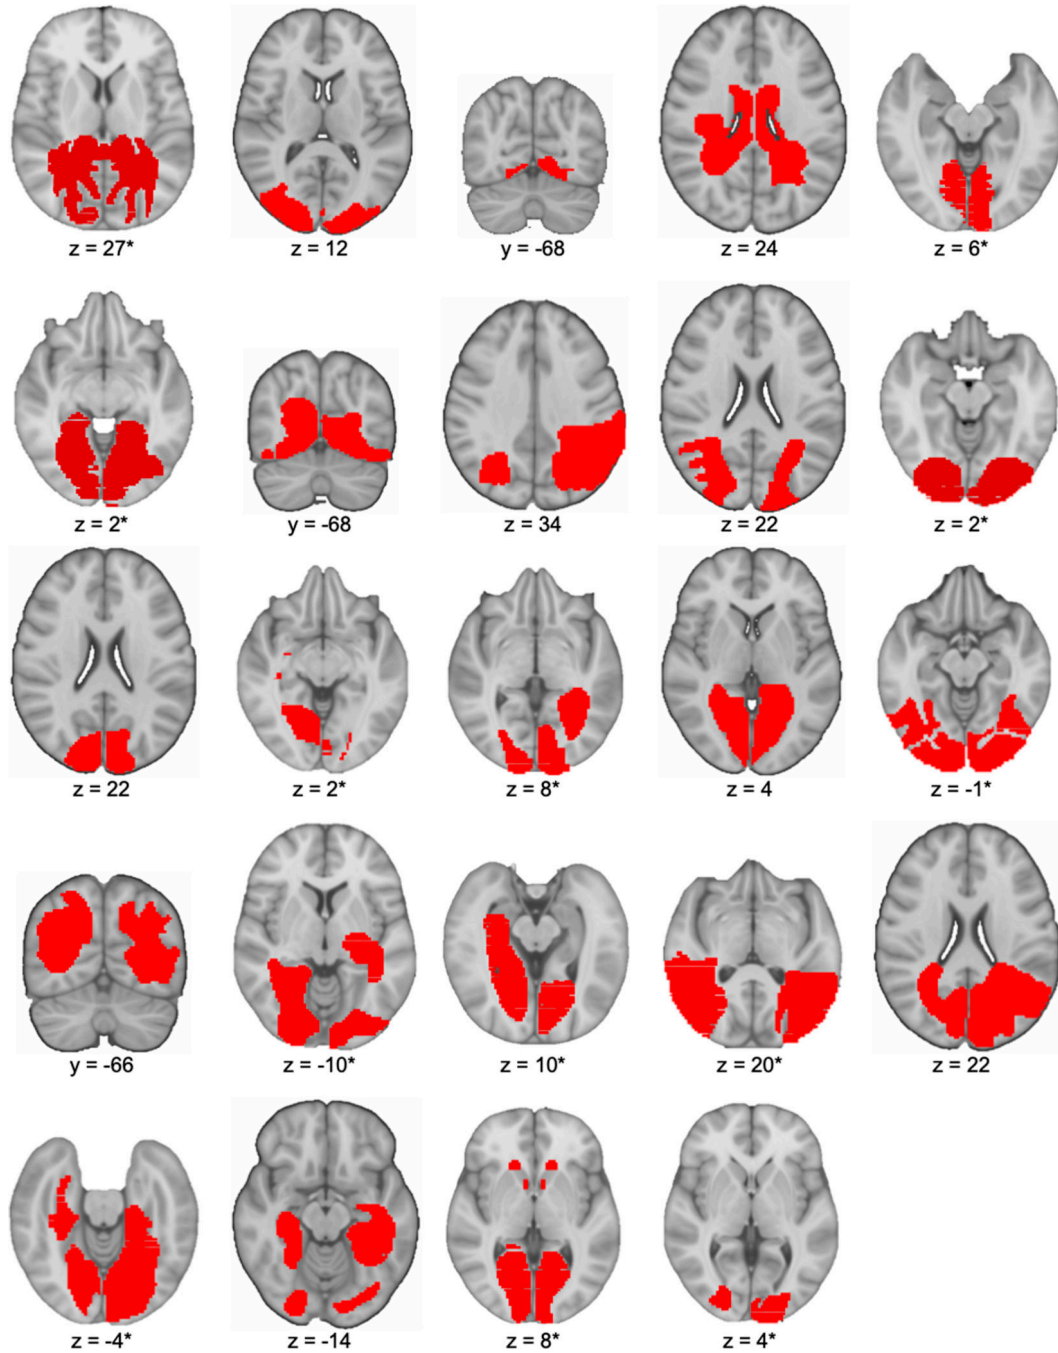 z = 27*
z = 12
y = -68
z = 24
z = 6*
z = 2*
y = -68
z = 34
z = 22
z = 2*
z = 22
z = 2*
z = 8*
z = 4
z = -1*
y = -66
z = -10*
z = 10*
z = 20*
z = 22
z = -4*
z = -14
z = 8*
z = 4*